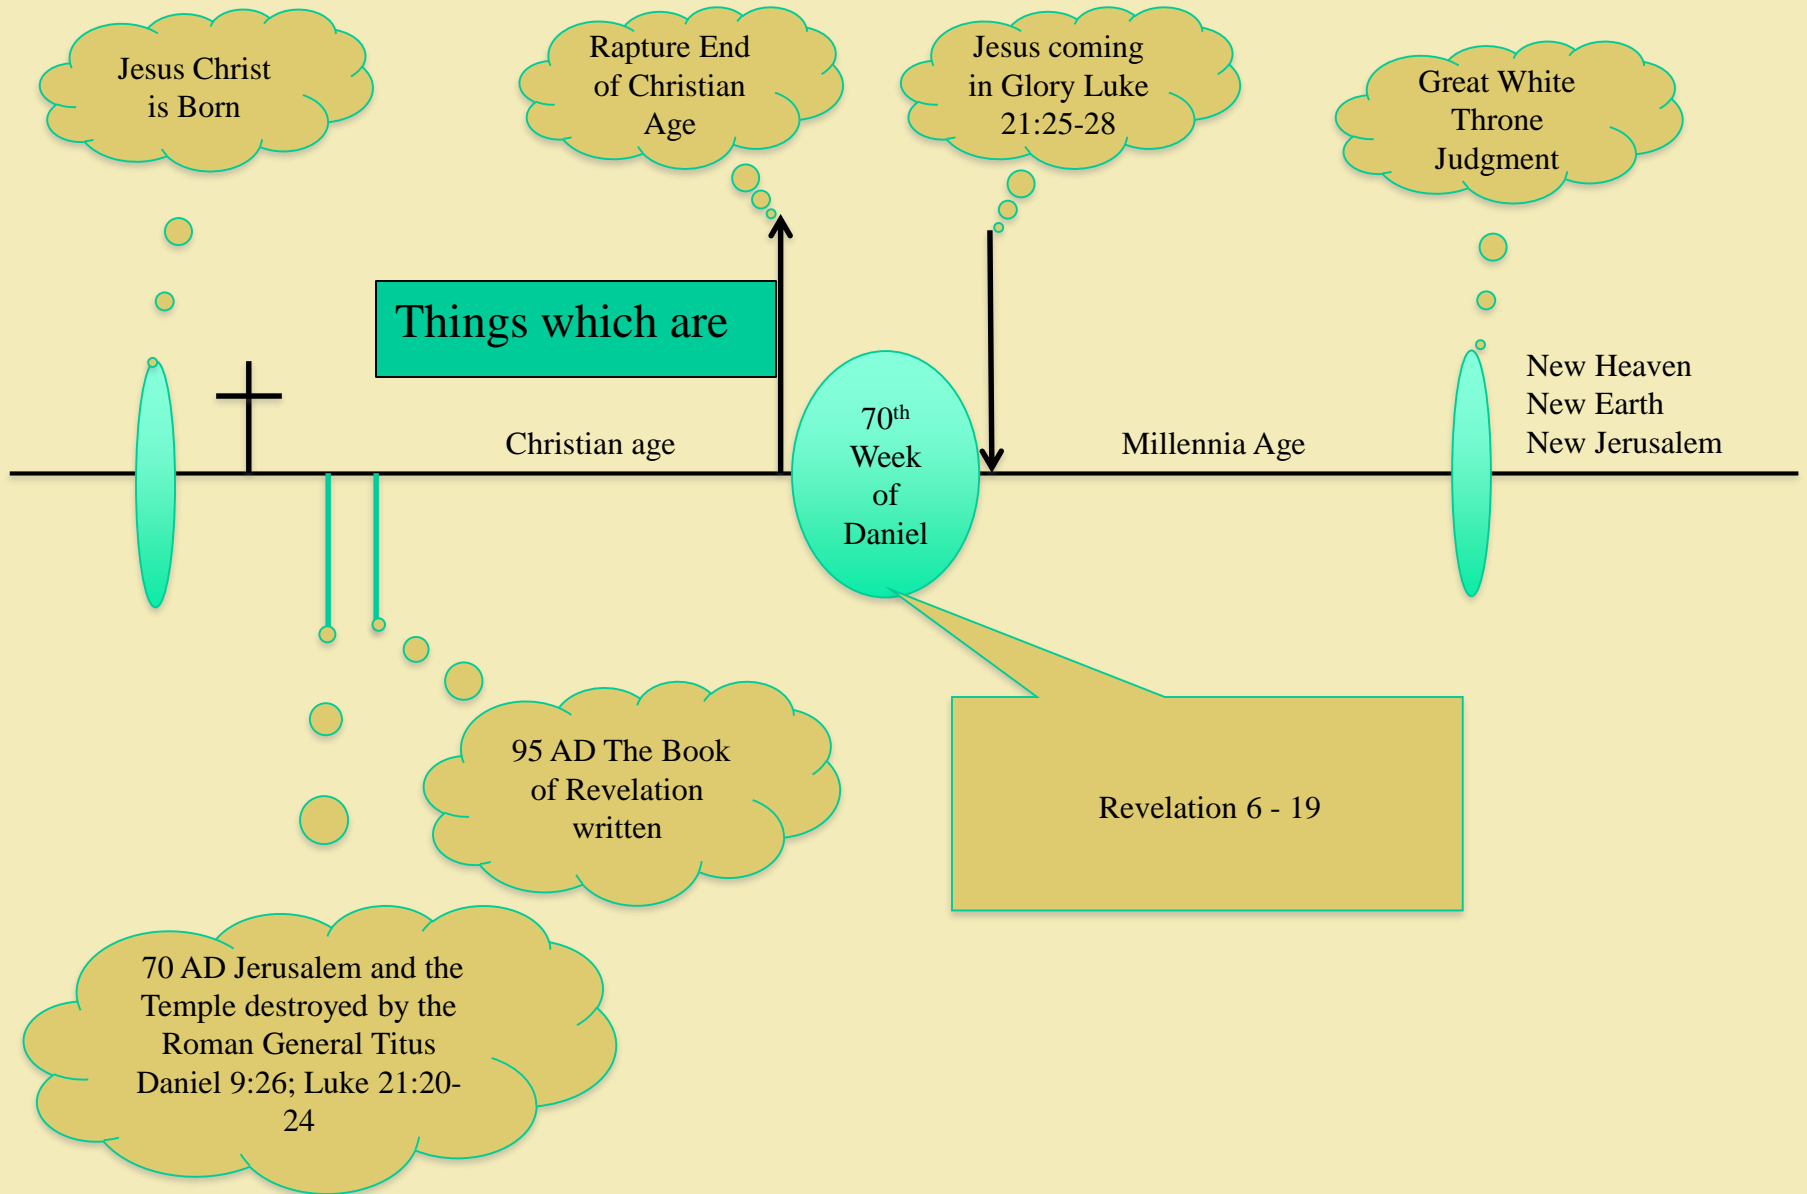 Jesus Christ
is Born
Rapture End
of Christian
Age
Jesus coming
in Glory Luke
21:25-28
Great White
Throne
Judgment
Things which are
Christian age
70th
Week
of
Daniel
Millennia Age
New Heaven
New Earth
New Jerusalem
95 AD The Book
of Revelation
written
Revelation 6 - 19
70 AD Jerusalem and the
Temple destroyed by the
Roman General Titus
Daniel 9:26; Luke 21:20-
24